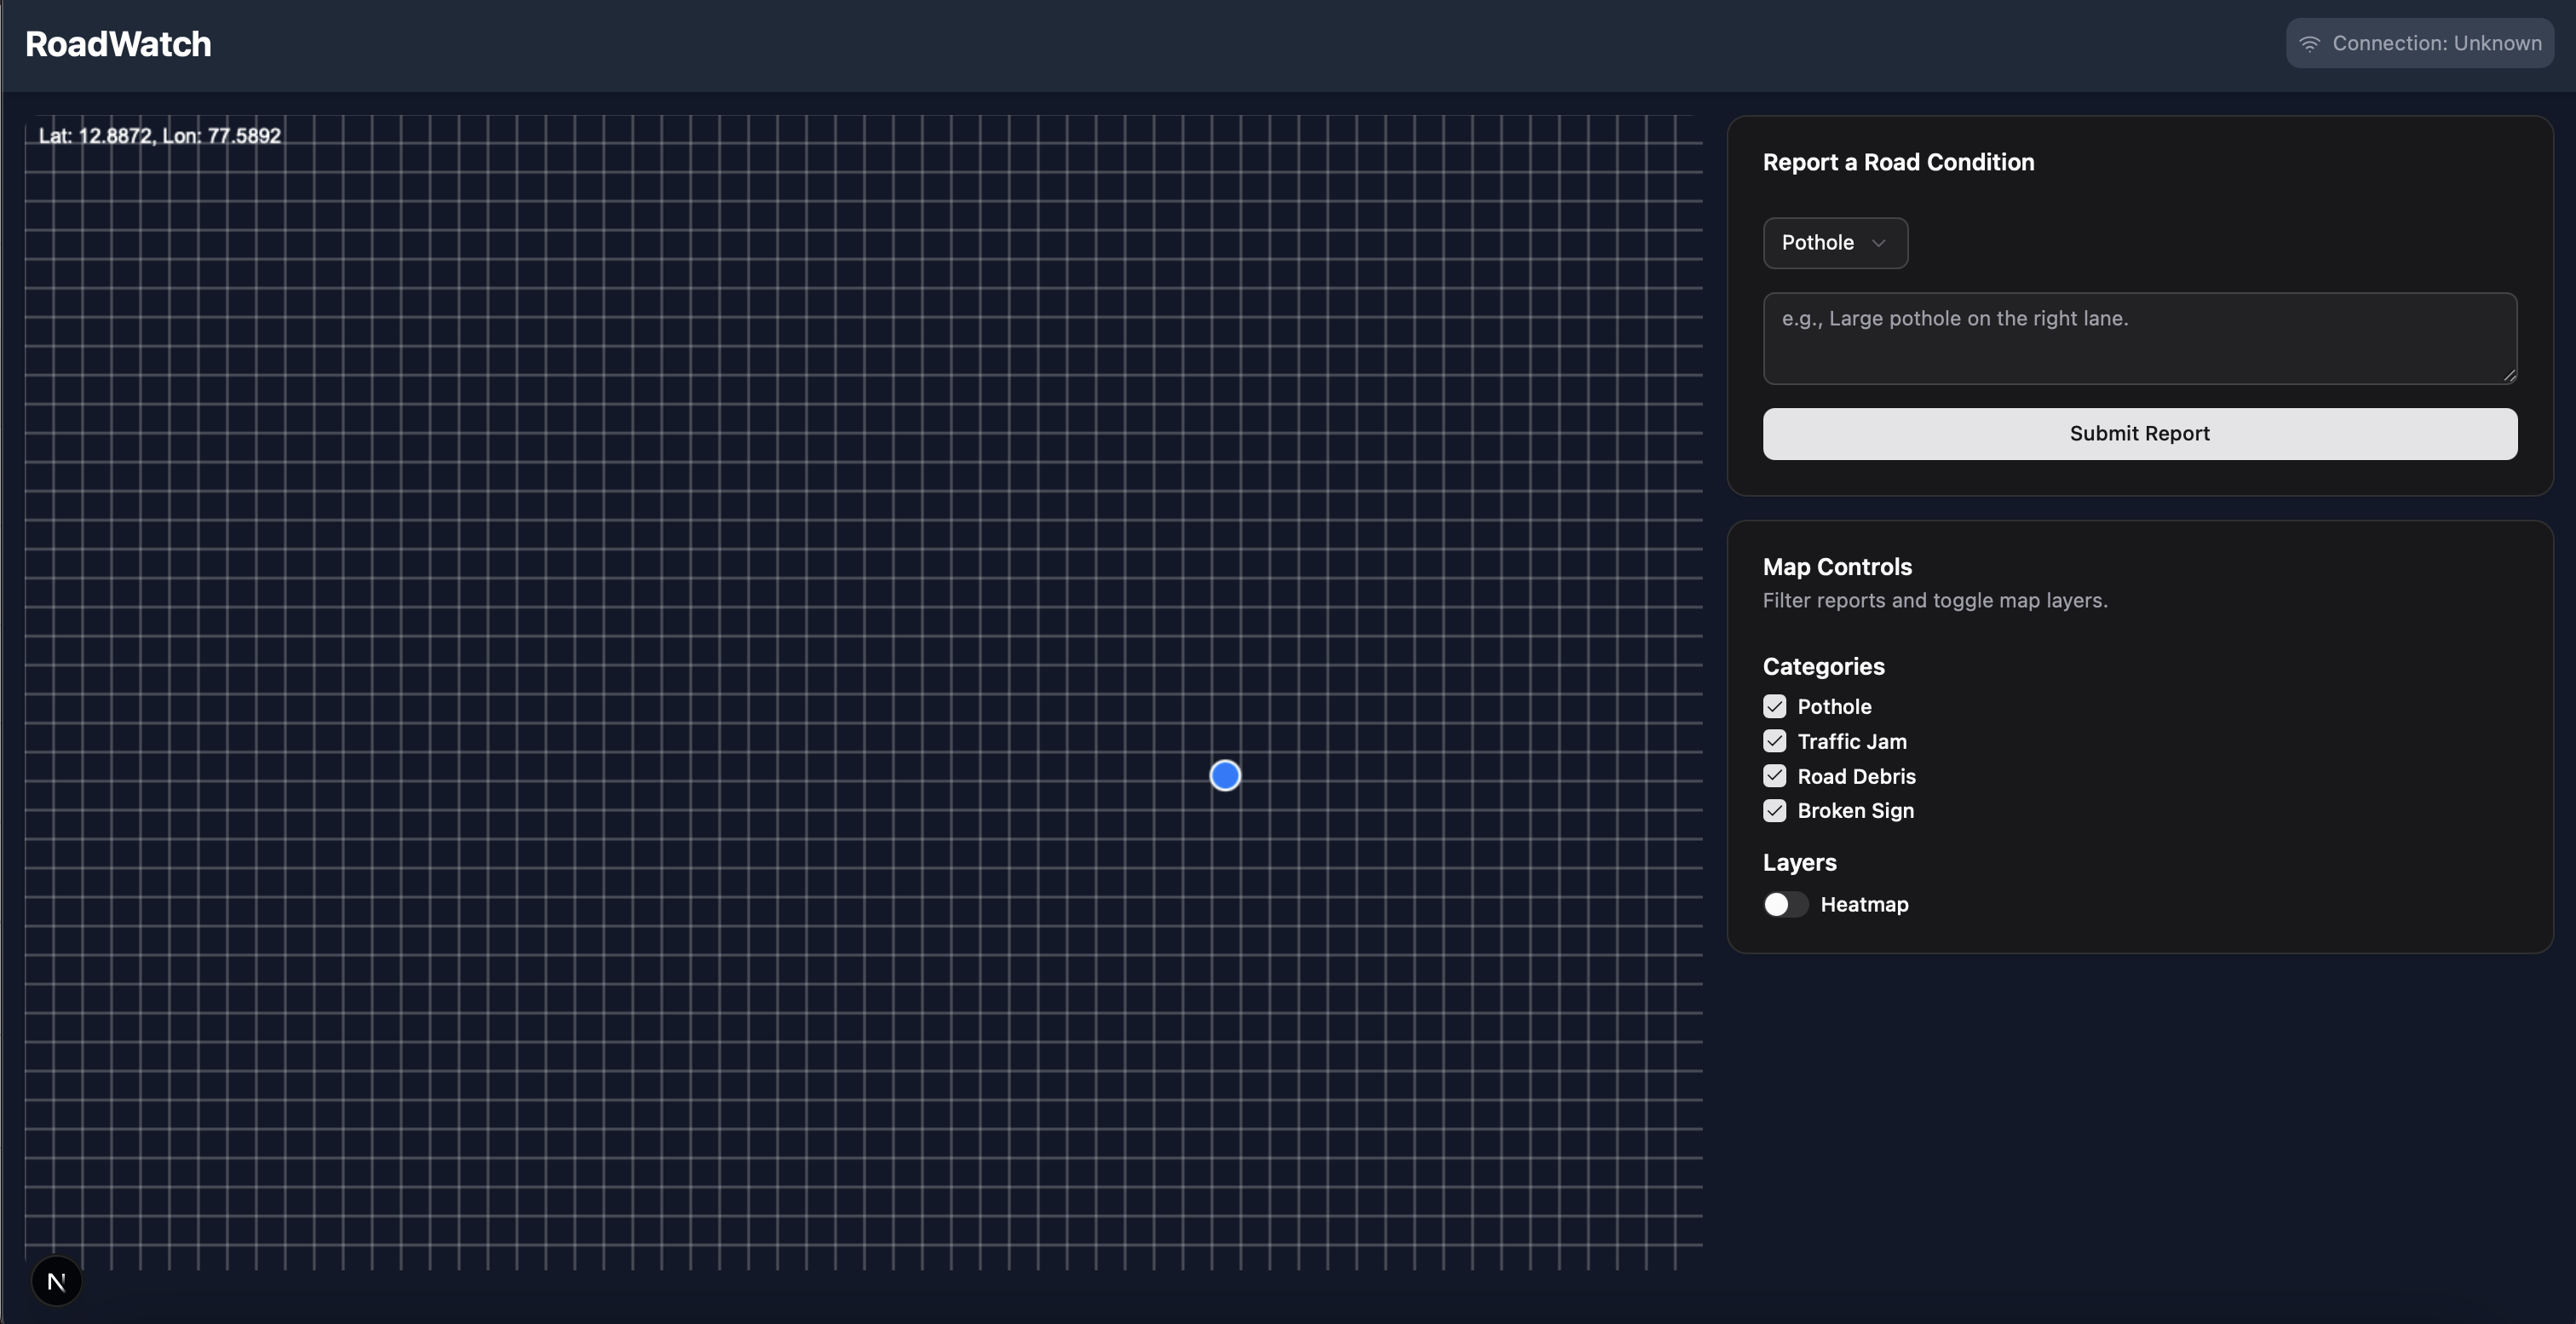 RoadWatch
Connection: Unknown
Lat: 12.8872, Lon: 77.5892
Report a Road Condition
Pothole
e.g., Large pothole on the right lane.
Submit Report
Map Controls
Filter reports and toggle map layers.
Categories
Pothole
Traffic Jam
Road Debris
Broken Sign
Layers
Heatmap
N